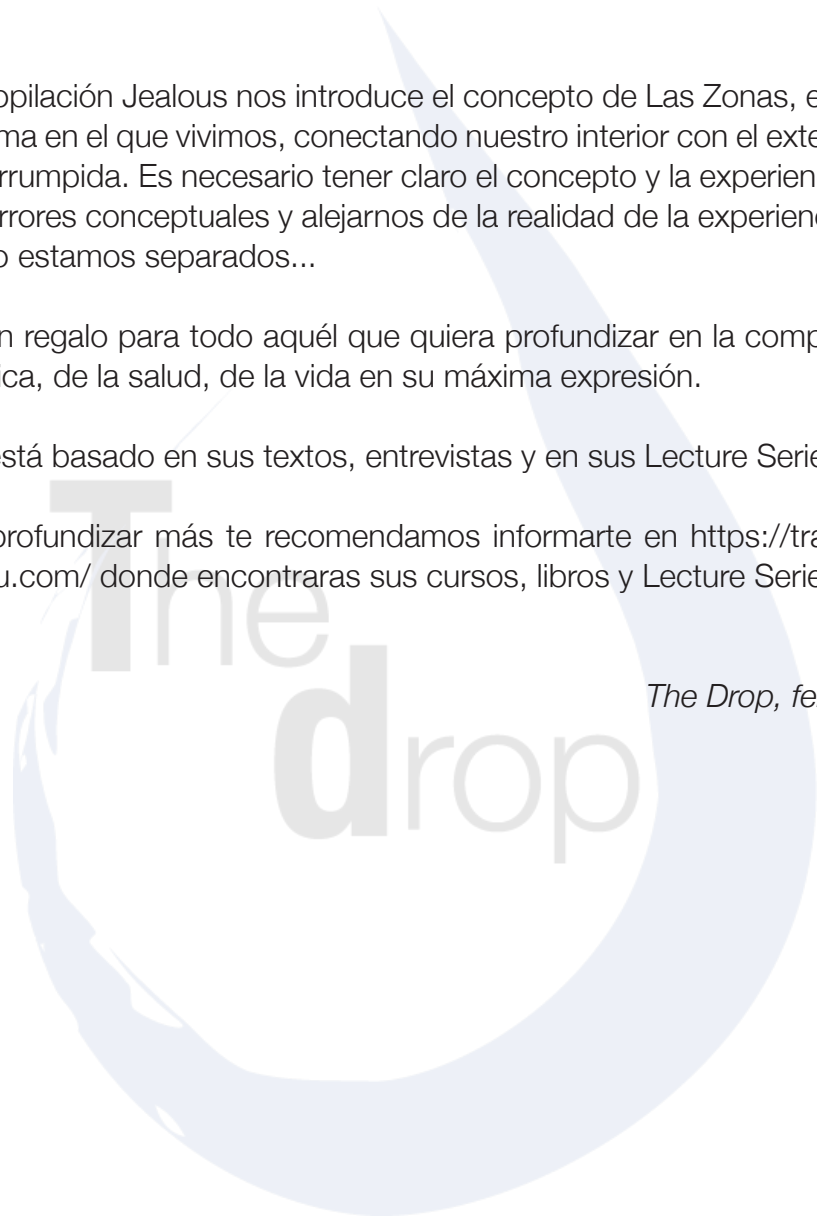 opilación Jealous nos introduce el concepto de Las Zonas, e
ma en el que vivimos, conectando nuestro interior con el exte
errumpida. Es necesario tener claro el concepto y la experien
rrores conceptuales y alejarnos de la realidad de la experienc
o estamos separados...
n regalo para todo aquél que quiera profundizar en la comp
ica, de la salud, de la vida en su máxima expresión.
está basado en sus textos, entrevistas y en sus Lecture Serie
profundizar más te recomendamos informarte en https://tra
u.com/ donde encontraras sus cursos, libros y Lecture Serie
The Drop, fe
The
drop